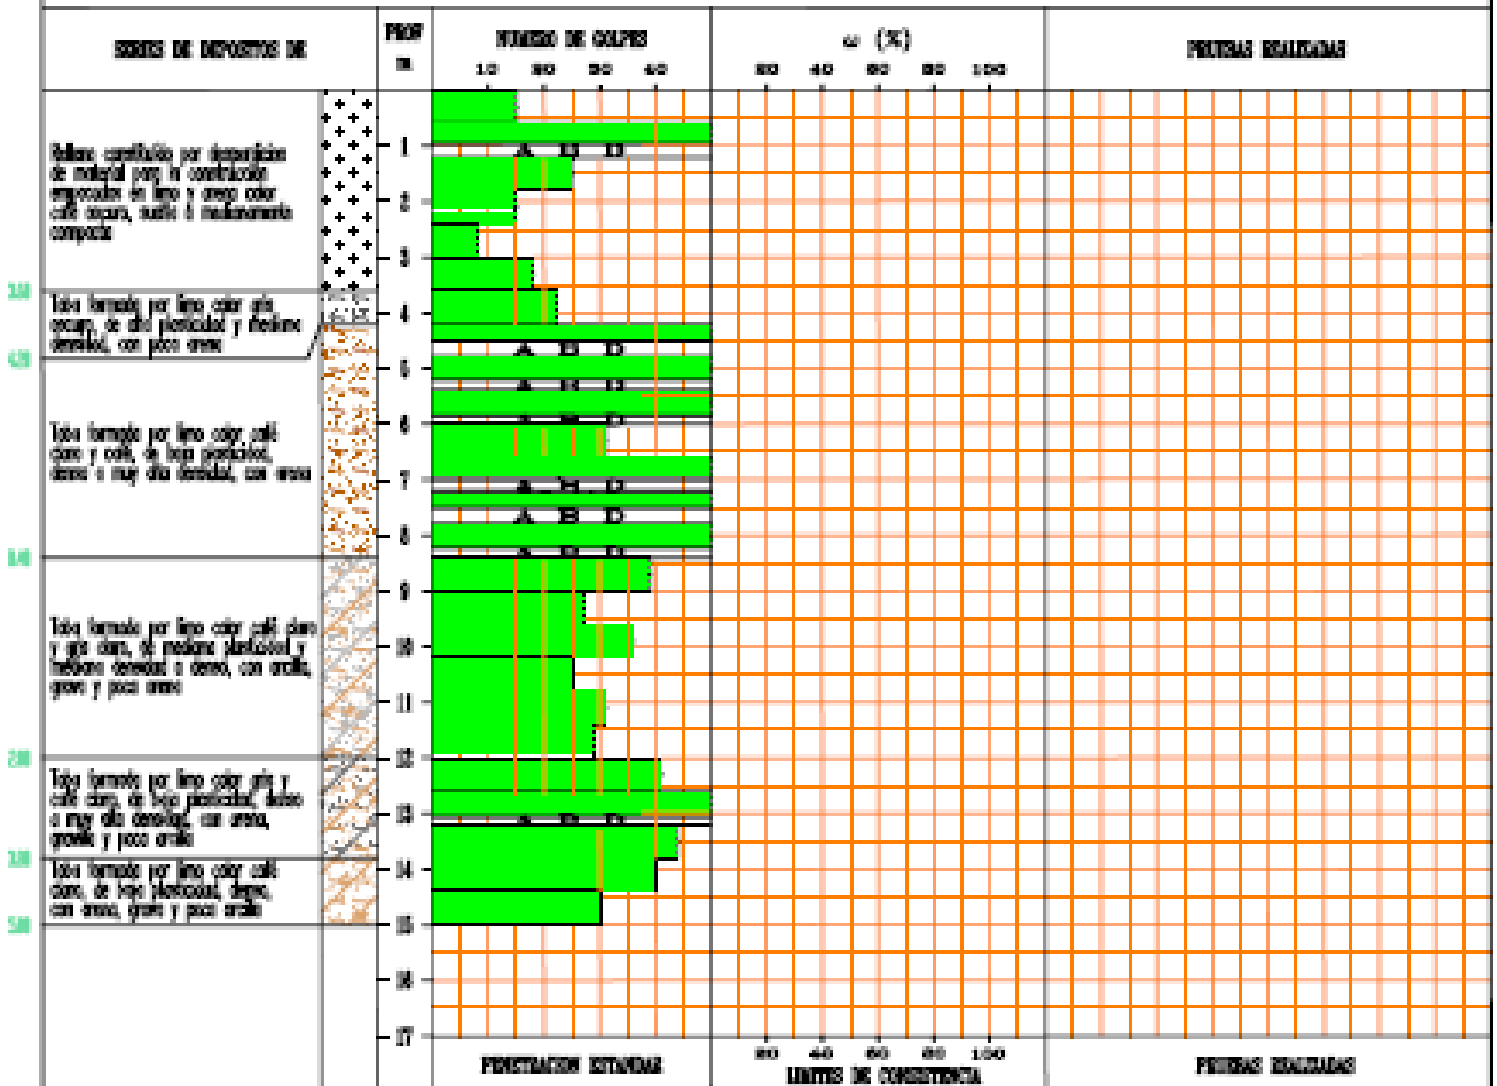 SERIES DE DEPOSITOS DE
PROF
m
NUMERO DE GOLPES
10 20 30 40
ω (%)
20 40 60 80 100
PRUEBAS REALIZADAS
Relleno constituido por
de material para la construcción
empacados en limo y arena color
café oscuro, suelto a medianamente
compacto
Toba formada por limo color gris
oscuro, de alta plasticidad y mediana
densidad, con poca arena
Toba formada por limo color café
claro y café, de baja plasticidad,
denso a muy alta densidad, con arena
Toba formada por limo color café claro
y gris claro, de mediana plasticidad y
mediana densidad a denso, con arcilla,
grava y poca arena
Toba formada por limo color gris y
café claro, de baja plasticidad, denso
a muy alta densidad, con arena,
gravilla y poca arcilla
Toba formada por limo color café
claro, de baja plasticidad, denso,
con arena, grava y poca arcilla
1
A B D
2
3
4
A B D
5
A B D
6
A B D
7
A B D
A B D
8
A B D
9
10
11
12
13
A B D
14
15
16
17
PENETRACION ESTANDAR
20 40 60 80 100
LIMITES DE CONSISTENCIA
PRUEBAS REALIZADAS